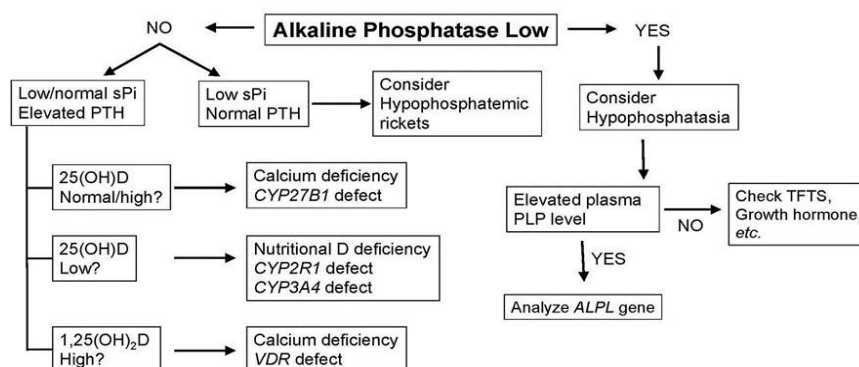 Alkaline Phosphatase Low
NO
YES
Low/normal sPi
Elevated PTH
Low sPi
Normal PTH
Consider
Hypophosphatemic
rickets
Consider
Hypophosphatasia
25(OH)D
Normal/high?
Calcium deficiency
CYP27B1 defect
Elevated plasma
PLP level
NO
Check TFTS,
Growth hormone,
etc.
25(OH)D
Low?
Nutritional D deficiency
CYP2R1 defect
CYP3A4 defect
YES
Analyze ALPL gene
1,25(OH)₂D
High?
Calcium deficiency
VDR defect